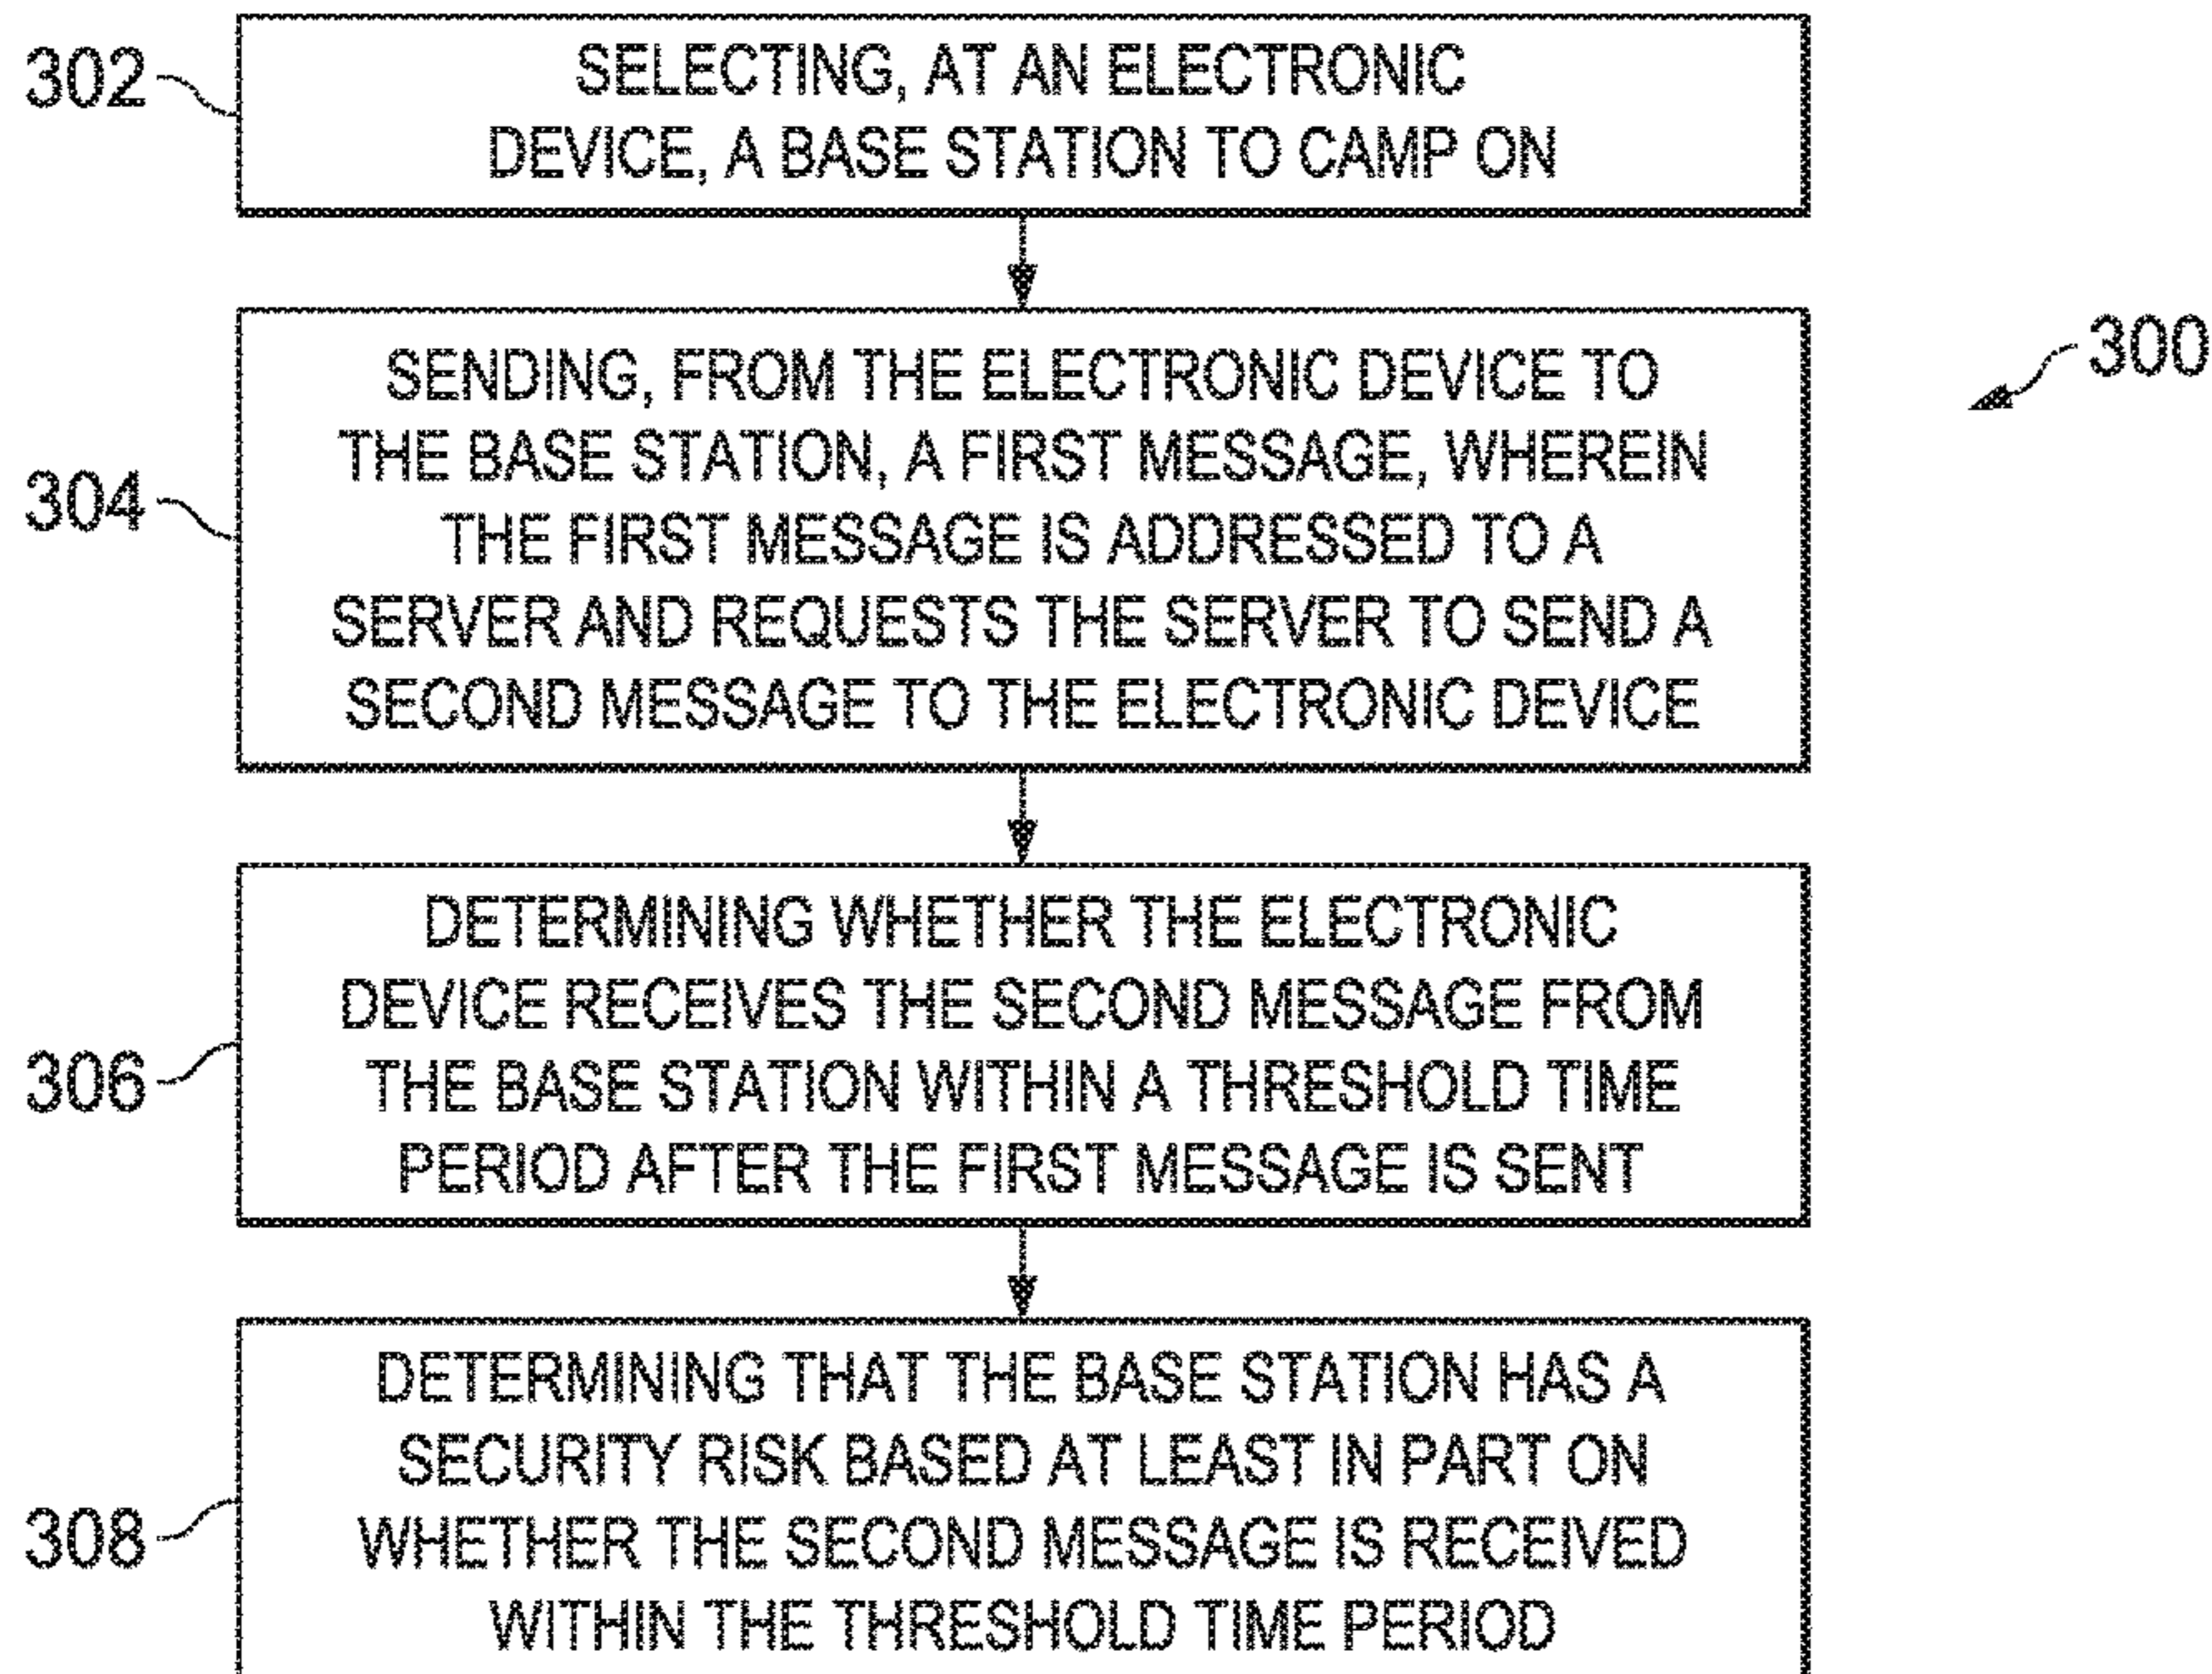 302
SELECTING, AT AN ELECTRONIC
DEVICE, A BASE STATION TO CAMP ON
300
304
SENDING, FROM THE ELECTRONIC DEVICE TO
THE BASE STATION, A FIRST MESSAGE, WHEREIN
THE FIRST MESSAGE IS ADDRESSED TO A
SERVER AND REQUESTS THE SERVER TO SEND A
SECOND MESSAGE TO THE ELECTRONIC DEVICE
306
DETERMINING WHETHER THE ELECTRONIC
DEVICE RECEIVES THE SECOND MESSAGE FROM
THE BASE STATION WITHIN A THRESHOLD TIME
PERIOD AFTER THE FIRST MESSAGE IS SENT
308
DETERMINING THAT THE BASE STATION HAS A
SECURITY RISK BASED AT LEAST IN PART ON
WHETHER THE SECOND MESSAGE IS RECEIVED
WITHIN THE THRESHOLD TIME PERIOD